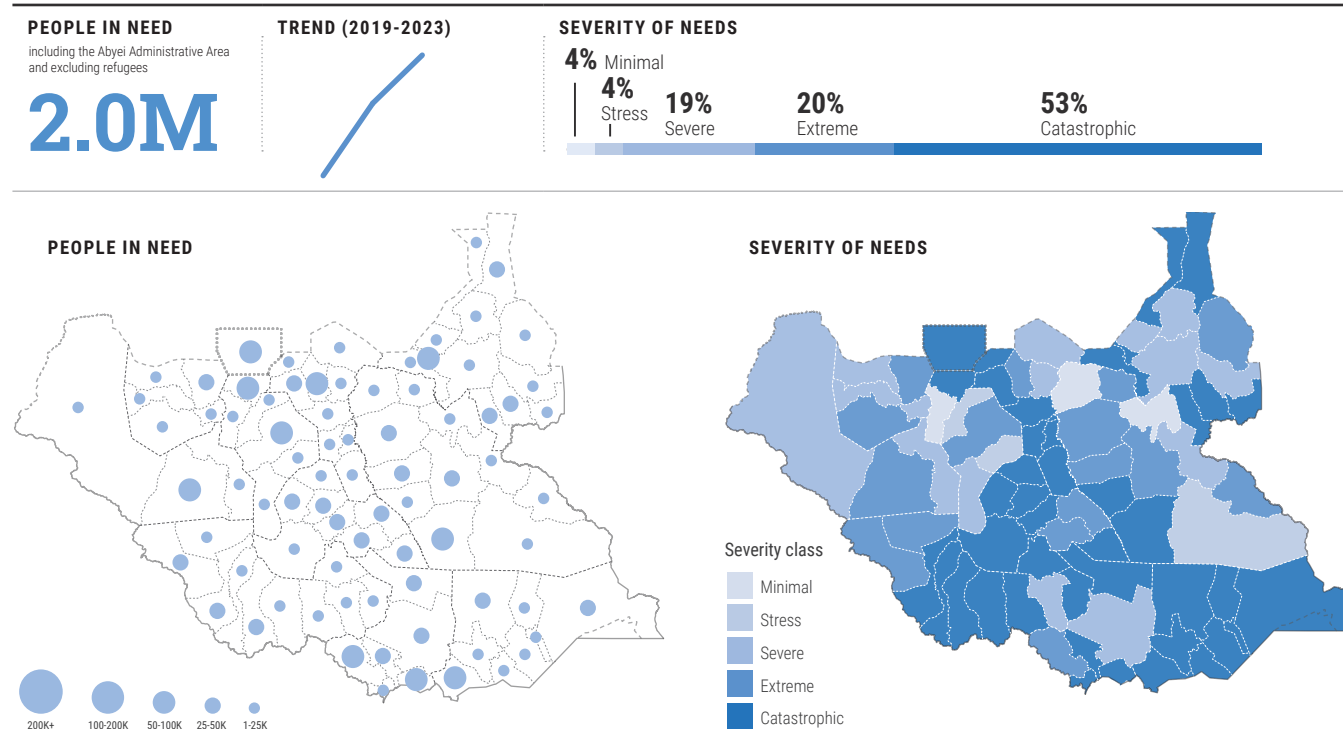 PEOPLE IN NEED
including the Abyei Administrative Area
and excluding refugees
2.0M
TREND (2019-2023)
SEVERITY OF NEEDS
4% Minimal
4%
Stress
19%
Severe
20%
Extreme
53%
Catastrophic
PEOPLE IN NEED
200K+
100-200K
50-100K
25-50K
1-25K
SEVERITY OF NEEDS
Severity class
Minimal
Stress
Severe
Extreme
Catastrophic